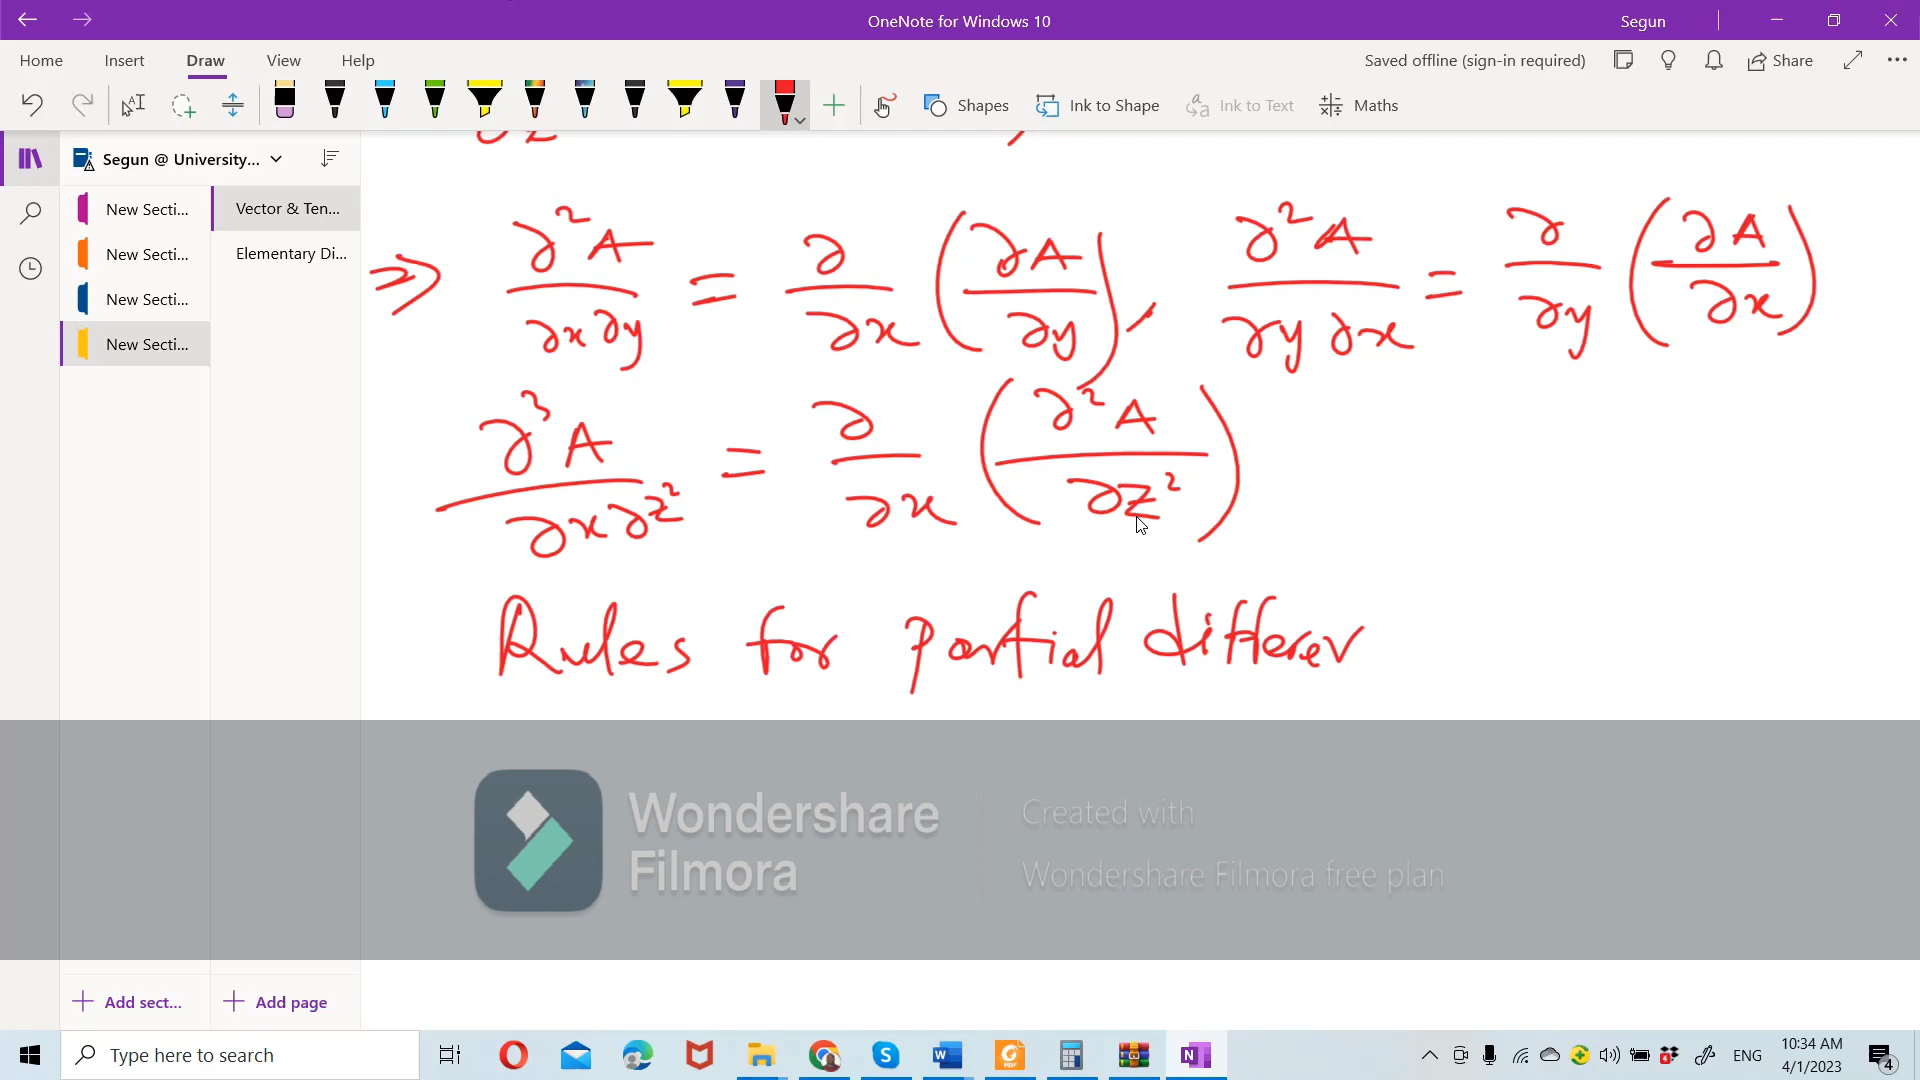 OneNote for Windows 10
Segun
Home Insert Draw View Help
Saved offline (sign-in required) Share
Shapes Ink to Shape Ink to Text Maths
Segun @ University...
New Secti...
New Secti...
New Secti...
New Secti...
Vector & Ten...
Elementary Di...
⇒ ∂²A/∂x∂y = ∂/∂x (∂A/∂y), ∂²A/∂y∂x = ∂/∂y (∂A/∂x)
∂³A/∂x∂z² = ∂/∂x (∂²A/∂z²)
Rules for partial differen
Wondershare
Filmora
Created with
Wondershare Filmora free plan
Add sect... Add page
Type here to search
ENG
10:34 AM
4/1/2023
4